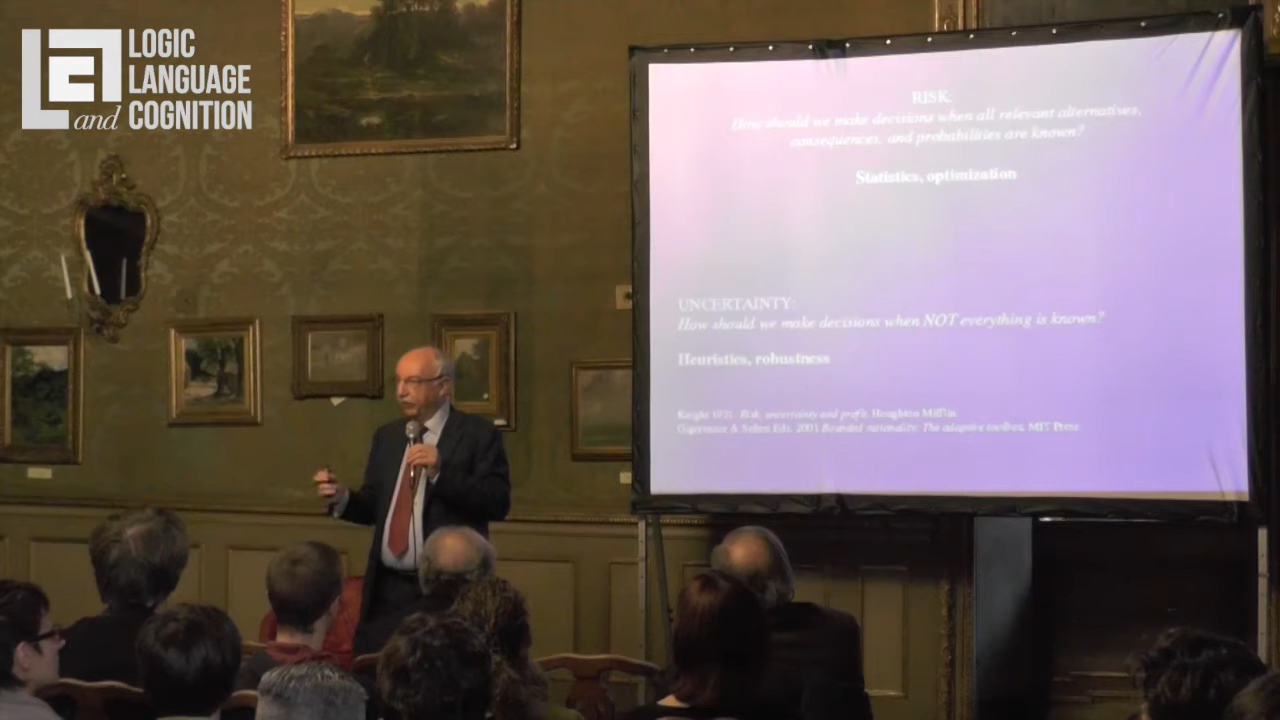 LOGIC
LANGUAGE
and COGNITION
RISK:
How should we make decisions when all relevant alternatives,
consequences, and probabilities are known?
Statistics, optimization
UNCERTAINTY:
How should we make decisions when NOT everything is known?
Heuristics, robustness
Knight 1921. Risk, uncertainty and profit. Houghton Mifflin.
Gigerenzer & Selten Eds. 2001 Bounded rationality: The adaptive toolbox. MIT Press